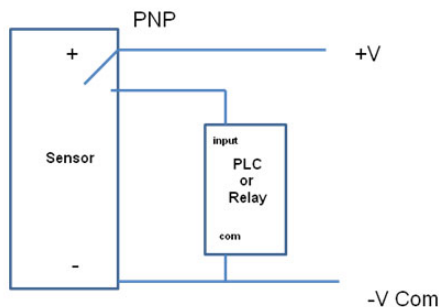 PNP
+
+V
input
Sensor
PLC
or
Relay
com
-
-V Com